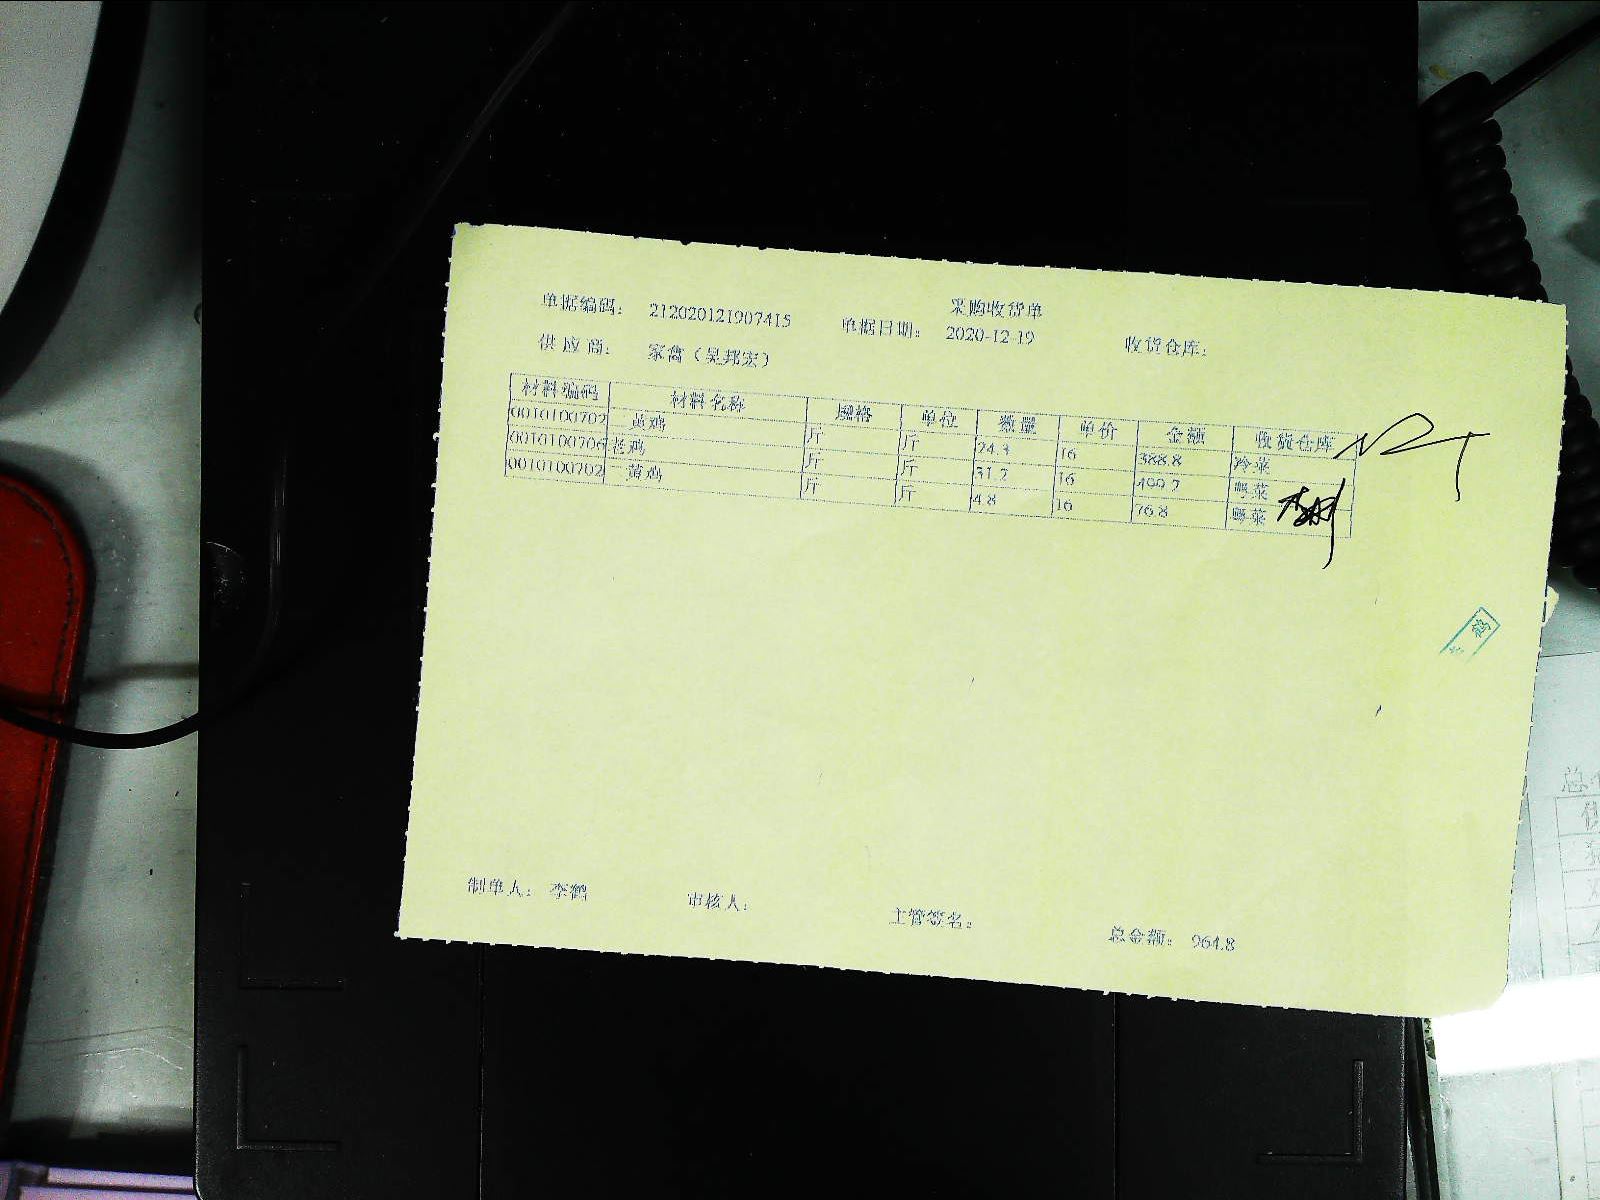 采购收货单
单据编码： 212020121907415 单据日期： 2020-12-19 收货仓库：
供应商： 家禽（吴邦宏）
材料编码 材料名称 规格 单位 数量 单价 金额 收货仓库
0010100702 黄鸡 斤 斤 24.3 16 388.8 冷菜
0010100706 老鸡 斤 斤 31.2 16 499.2 粤菜
0010100702 黄鸡 斤 斤 4.8 16 76.8 粤菜
鹤
制单人： 李鹤 审核人： 主管签名： 总金额： 964.8
总